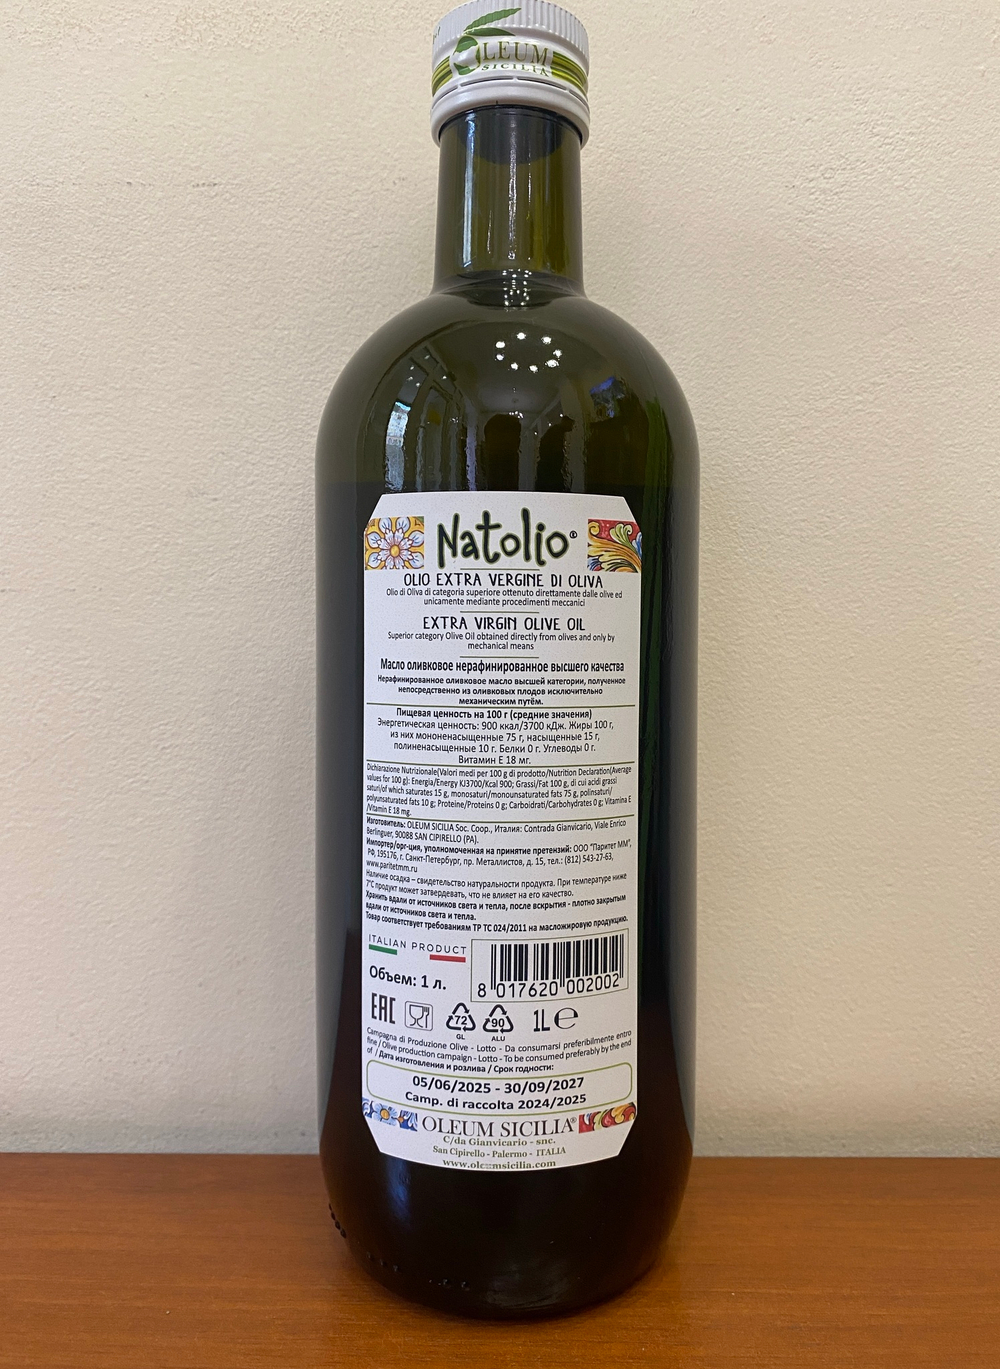 OLEUM
SICILIA
Natolio®
OLIO EXTRA VERGINE DI OLIVA
Olio di Oliva di categoria superiore ottenuto direttamente dalle olive ed
unicamente mediante procedimenti meccanici
EXTRA VIRGIN OLIVE OIL
Superior category Olive Oil obtained directly from olives and only by
mechanical means
Масло оливковое нерафинированное высшего качества
Нерафинированное оливковое масло высшей категории, полученное
непосредственно из оливковых плодов исключительно
механическим путём.
Пищевая ценность на 100 г (средние значения)
Энергетическая ценность: 900 ккал/3700 кДж. Жиры 100 г,
из них мононенасыщенные 75 г, насыщенные 15 г,
полиненасыщенные 10 г. Белки 0 г. Углеводы 0 г.
Витамин Е 18 мг.
Dichiarazione Nutrizionale(Valori medi per 100 g di prodotto/Nutrition Declaration(Average
values for 100 g): Energia/Energy KJ3700/Kcal 900; Grassi/Fat 100 g, di cui acidi grassi
saturi/of which saturates 15 g, monosaturi/monounsaturated fats 75 g, polinsaturi/
polyunsaturated fats 10 g; Proteine/Proteins 0 g; Carboidrati/Carbohydrates 0 g; Vitamina E
/Vitamin E 18 mg.
Изготовитель: OLEUM SICILIA Soc. Coop., Италия: Contrada Gianvicario, Viale Enrico
Berlinguer, 90088 SAN CIPIRELLO (PA).
Импортер/орг-ция, уполномоченная на принятие претензий: ООО "Паритет ММ",
РФ, 195176, г. Санкт-Петербург, пр. Металлистов, д. 15, тел.: (812) 543-27-63,
www.paritetmm.ru
Наличие осадка – свидетельство натуральности продукта. При температуре ниже
7°С продукт может затвердевать, что не влияет на его качество.
Хранить вдали от источников света и тепла, после вскрытия - плотно закрытым
вдали от источников света и тепла.
Товар соответствует требованиям ТР ТС 024/2011 на масложировую продукцию.
ITALIAN PRODUCT
Объем: 1 л.
8 017620 002002
EAC
72
GL
90
ALU
1L e
Campagna di Produzione Olive - Lotto - Da consumarsi preferibilmente entro
fine / Olive production campaign - Lotto - To be consumed preferably by the end
of / Дата изготовления и розлива / Срок годности:
05/06/2025 - 30/09/2027
Camp. di raccolta 2024/2025
OLEUM SICILIA®
C/da Gianvicario - snc.
San Cipirello - Palermo - ITALIA
www.oleumsicilia.com